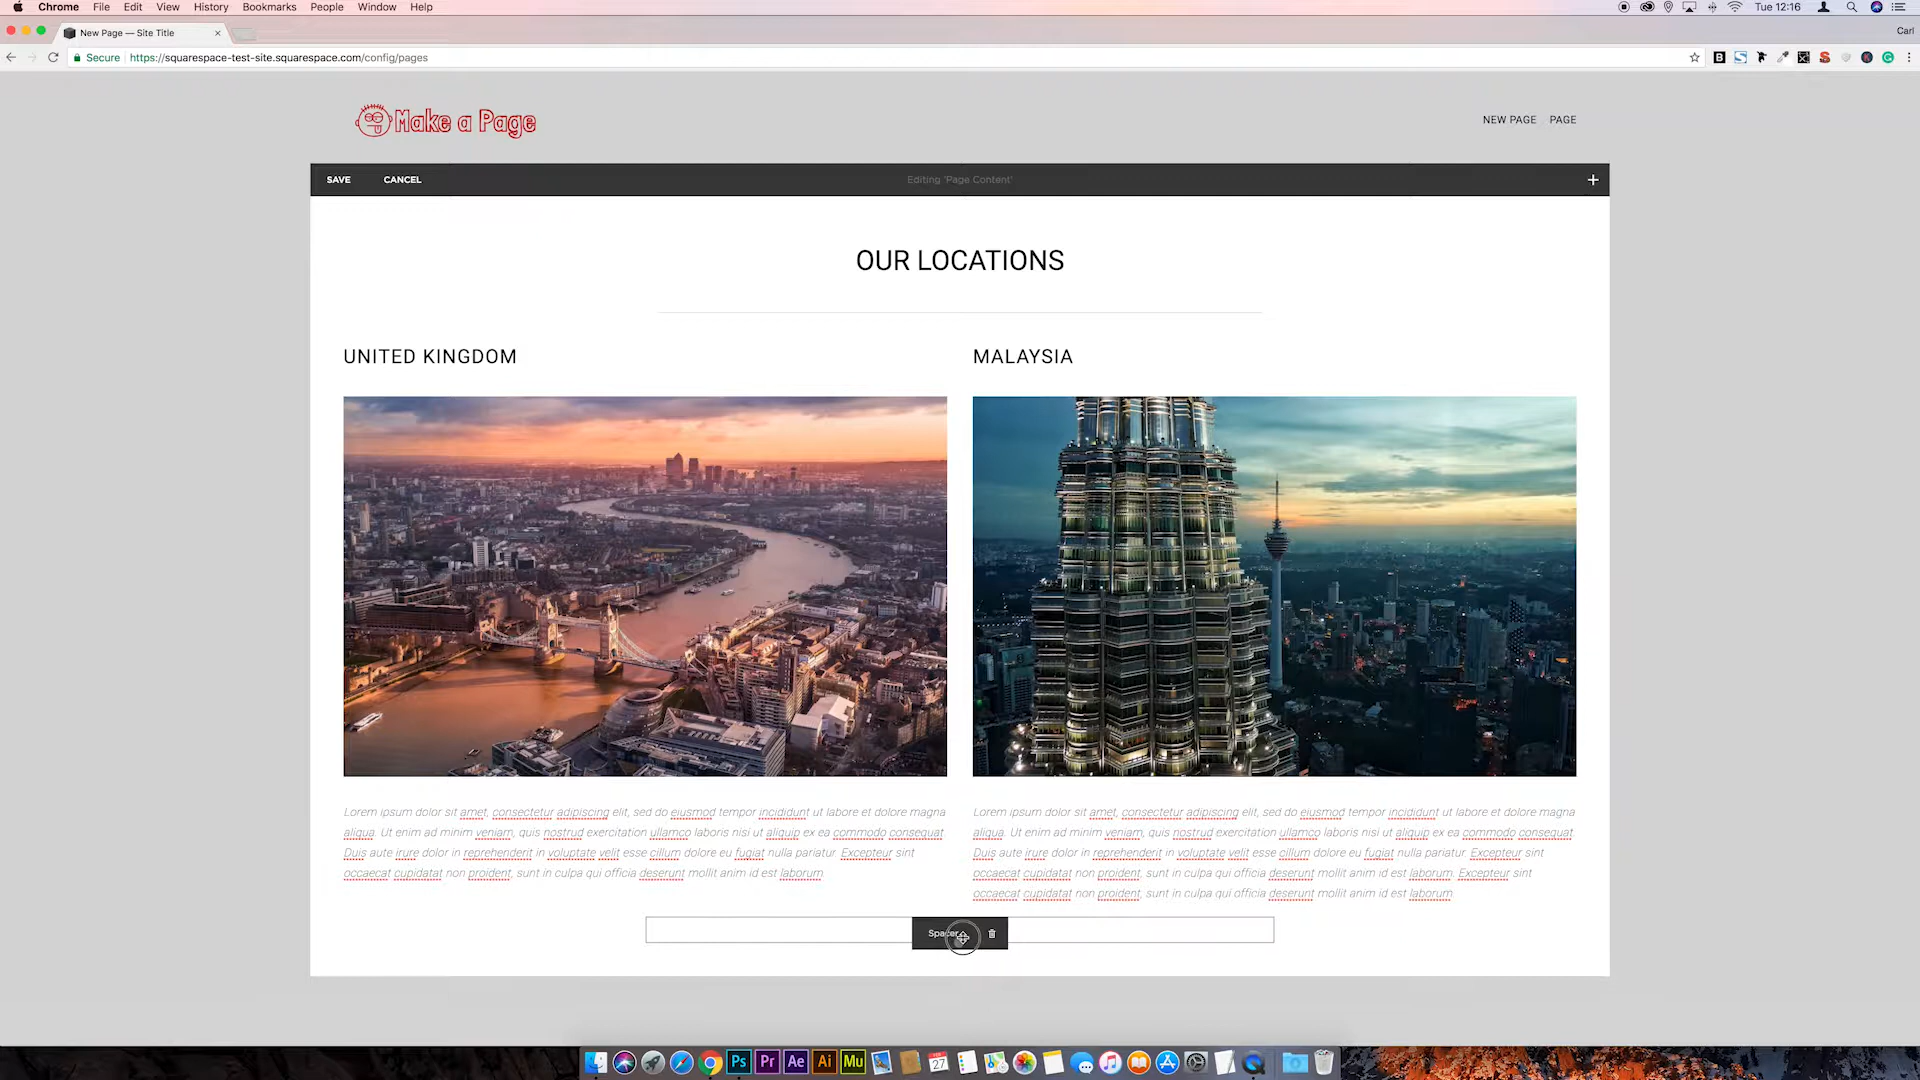 Chrome File Edit View History Bookmarks People Window Help Tue 12:16
New Page — Site Title Carl
Secure https://squarespace-test-site.squarespace.com/config/pages
Make a Page
NEW PAGE PAGE
SAVE CANCEL Editing 'Page Content' +
OUR LOCATIONS
UNITED KINGDOM
MALAYSIA
Lorem ipsum dolor sit amet, consectetur adipiscing elit, sed do eiusmod tempor incididunt ut labore et dolore magna
aliqua. Ut enim ad minim veniam, quis nostrud exercitation ullamco laboris nisi ut aliquip ex ea commodo consequat.
Duis aute irure dolor in reprehenderit in voluptate velit esse cillum dolore eu fugiat nulla pariatur. Excepteur sint
occaecat cupidatat non proident, sunt in culpa qui officia deserunt mollit anim id est laborum.
Lorem ipsum dolor sit amet, consectetur adipiscing elit, sed do eiusmod tempor incididunt ut labore et dolore magna
aliqua. Ut enim ad minim veniam, quis nostrud exercitation ullamco laboris nisi ut aliquip ex ea commodo consequat.
Duis aute irure dolor in reprehenderit in voluptate velit esse cillum dolore eu fugiat nulla pariatur. Excepteur sint
occaecat cupidatat non proident, sunt in culpa qui officia deserunt mollit anim id est laborum. Excepteur sint
occaecat cupidatat non proident, sunt in culpa qui officia deserunt mollit anim id est laborum.
Spacer
Ps Pr Ae Ai Mu 27